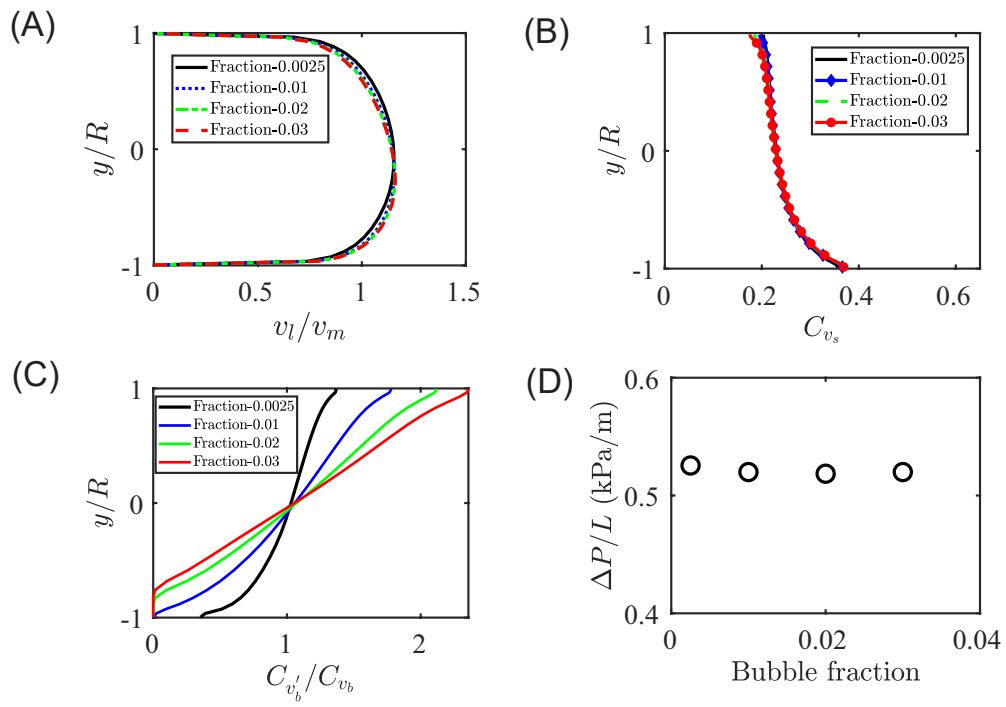 (A)
1
0
-1
y/R
Fraction-0.0025
Fraction-0.01
Fraction-0.02
Fraction-0.03
0 0.5 1 1.5
v_l/v_m
(B)
1
0
-1
y/R
Fraction-0.0025
Fraction-0.01
Fraction-0.02
Fraction-0.03
0 0.2 0.4 0.6
C_{v_s}
(C)
1
0
-1
y/R
Fraction-0.0025
Fraction-0.01
Fraction-0.02
Fraction-0.03
0 1 2
C_{v_b'}/C_{v_b}
(D)
0.6
0.5
0.4
ΔP/L (kPa/m)
0 0.02 0.04
Bubble fraction